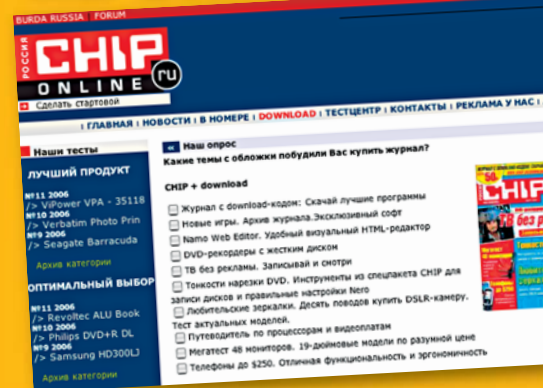 BURDA RUSSIA | FORUM
РОССИЯ
CHIP
ONLINE
ru
Сделать стартовой
| ГЛАВНАЯ | НОВОСТИ | В НОМЕРЕ | DOWNLOAD | ТЕСТЦЕНТР | КОНТАКТЫ | РЕКЛАМА У НАС |
Наши тесты
ЛУЧШИЙ ПРОДУКТ
№11 2006
/> ViPower VPA - 35118
№10 2006
/> Verbatim Photo Prin
№9 2006
/> Seagate Barracuda
Архив категории
ОПТИМАЛЬНЫЙ ВЫБОР
№11 2006
/> Revoltec ALU Book
№10 2006
/> Philips DVD+R DL
№9 2006
/> Samsung HD300LJ
Архив категории
« Наш опрос
Какие темы с обложки побудили Вас купить журнал?
CHIP + download
Журнал с download-кодом: Скачай лучшие программы
Новые игры. Архив журнала.Эксклюзивный софт
Namo Web Editor. Удобный визуальный HTML-редактор
DVD-рекордеры с жестким диском
ТВ без рекламы. Записывай и смотри
Тонкости нарезки DVD. Инструменты из спецпакета CHIP для
записи дисков и правильные настройки Nero
Любительские зеркалки. Десять поводов купить DSLR-камеру.
Тест актуальных моделей.
Путеводитель по процессорам и видеоплатам
Мегатест 48 мониторов. 19-дюймовые модели по разумной цене
Телефоны до $250. Отличная функциональность и эргономичность
CHIP
ТВ без р